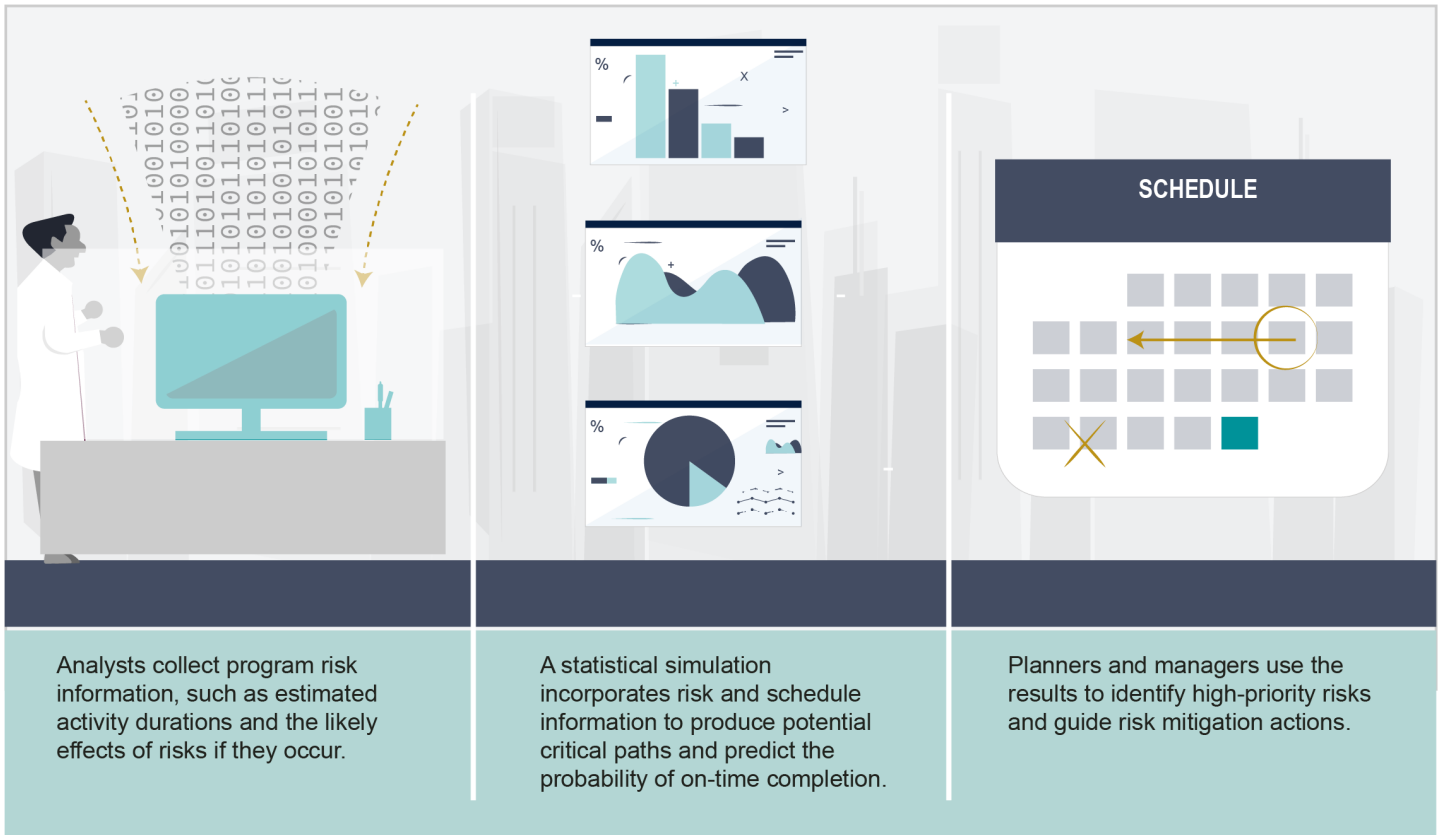 %
+
X
>
%
+
%
>
SCHEDULE
Analysts collect program risk
information, such as estimated
activity durations and the likely
effects of risks if they occur.
A statistical simulation
incorporates risk and schedule
information to produce potential
critical paths and predict the
probability of on-time completion.
Planners and managers use the
results to identify high-priority risks
and guide risk mitigation actions.